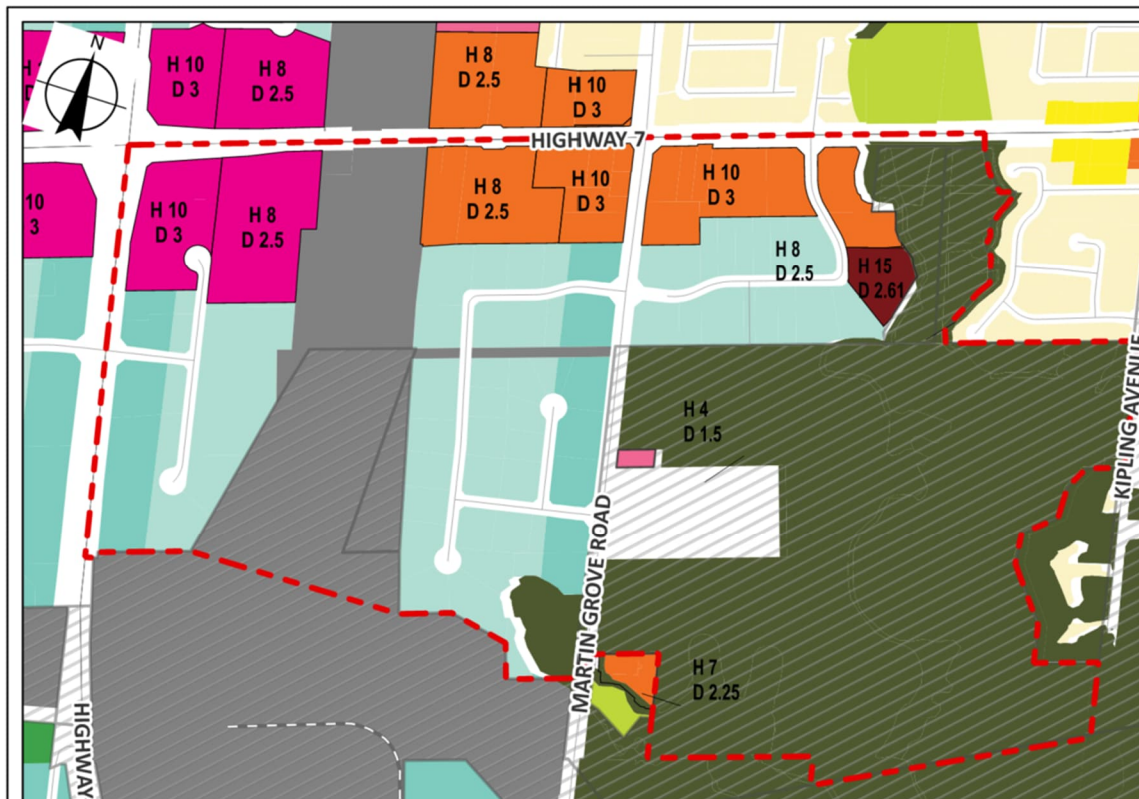 N
H 10
D 3
H 8
D 2.5
H 8
D 2.5
H 10
D 3
HIGHWAY 7
10
3
H 10
D 3
H 8
D 2.5
H 8
D 2.5
H 10
D 3
H 10
D 3
H 8
D 2.5
H 15
D 2.61
H 4
D 1.5
KIPLING AVENUE
MARTIN GROVE ROAD
H 7
D 2.25
HIGHWAY